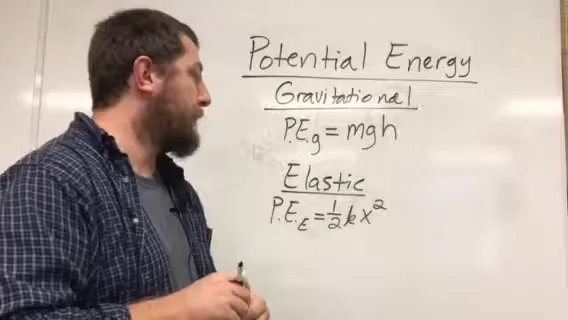 Potential Energy
Gravitational
P.E.g = mgh
Elastic
P.E.E = ½kx²